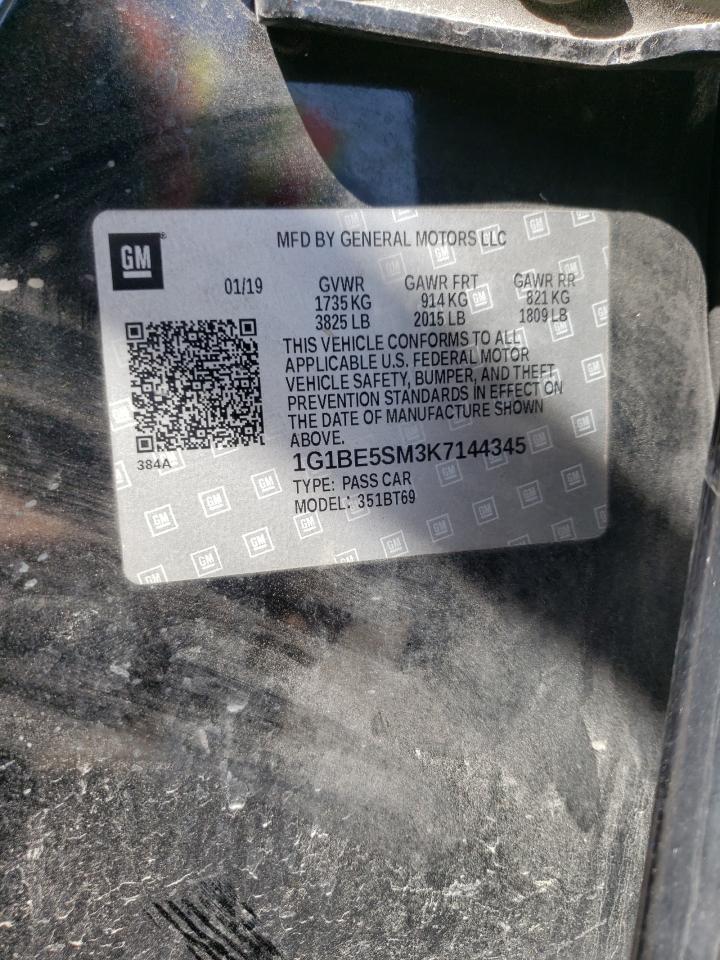 GM
MFD BY GENERAL MOTORS LLC
01/19 GVWR GAWR FRT GAWR RR
1735 KG 914 KG 821 KG
3825 LB 2015 LB 1809 LB
THIS VEHICLE CONFORMS TO ALL
APPLICABLE U.S. FEDERAL MOTOR
VEHICLE SAFETY, BUMPER, AND THEFT
PREVENTION STANDARDS IN EFFECT ON
THE DATE OF MANUFACTURE SHOWN
ABOVE.
384A
1G1BE5SM3K7144345
TYPE: PASS CAR
MODEL: 351BT69